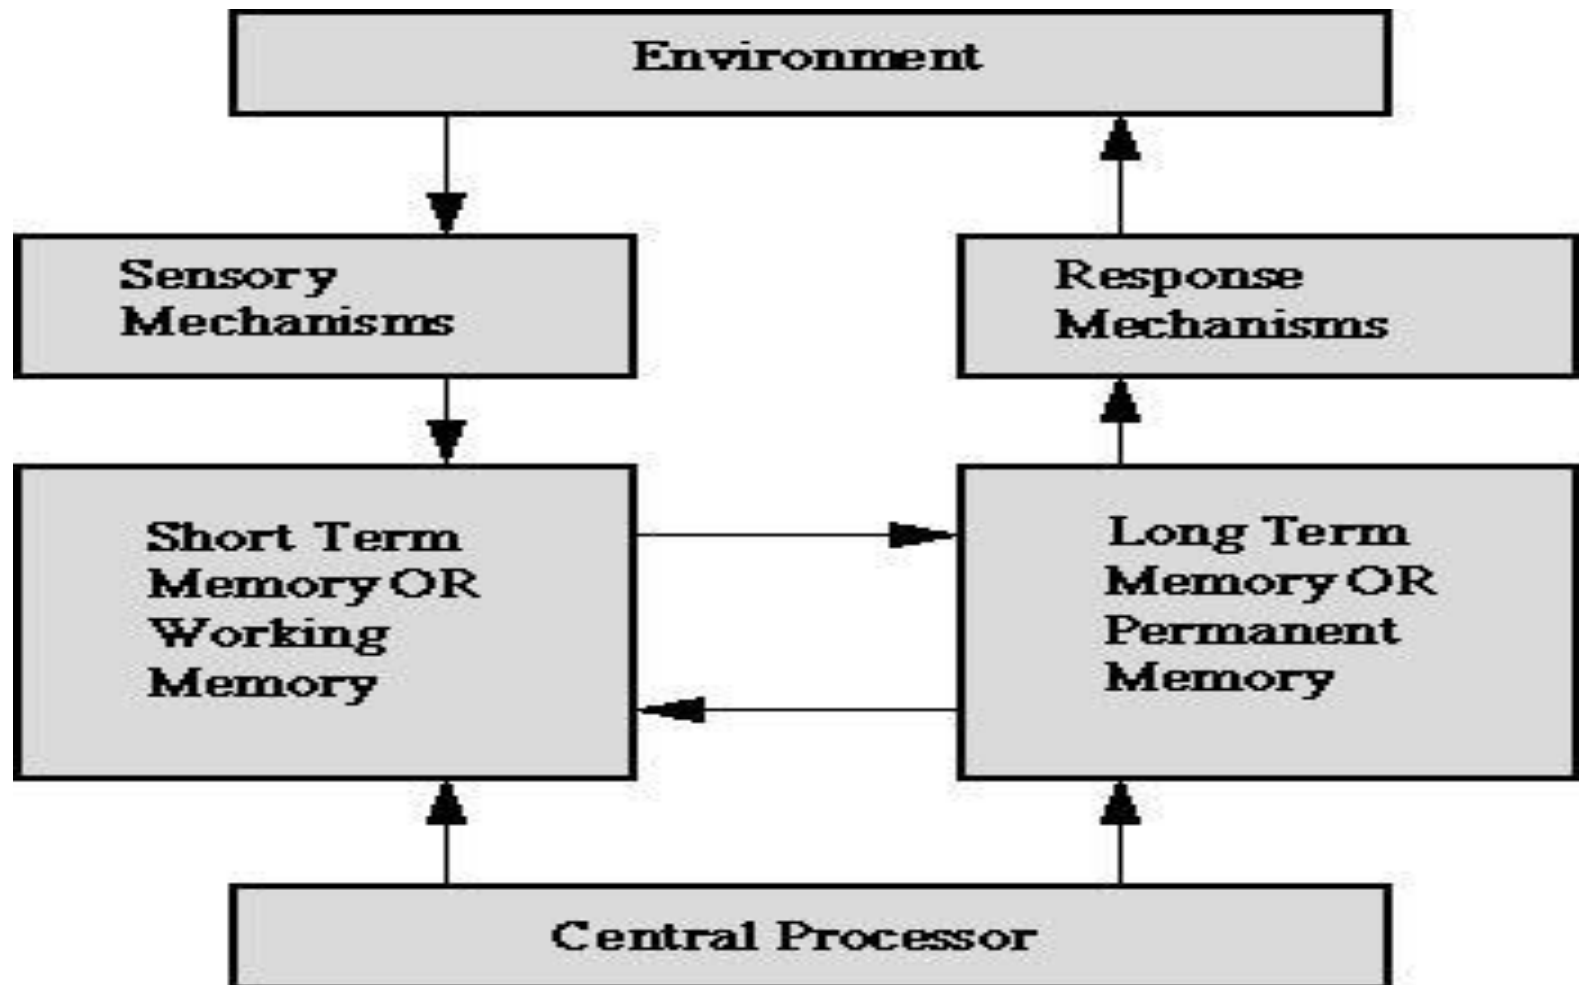 Environment
Sensory
Mechanisms
Response
Mechanisms
Short Term
Memory OR
Working
Memory
Long Term
Memory OR
Permanent
Memory
Central Processor